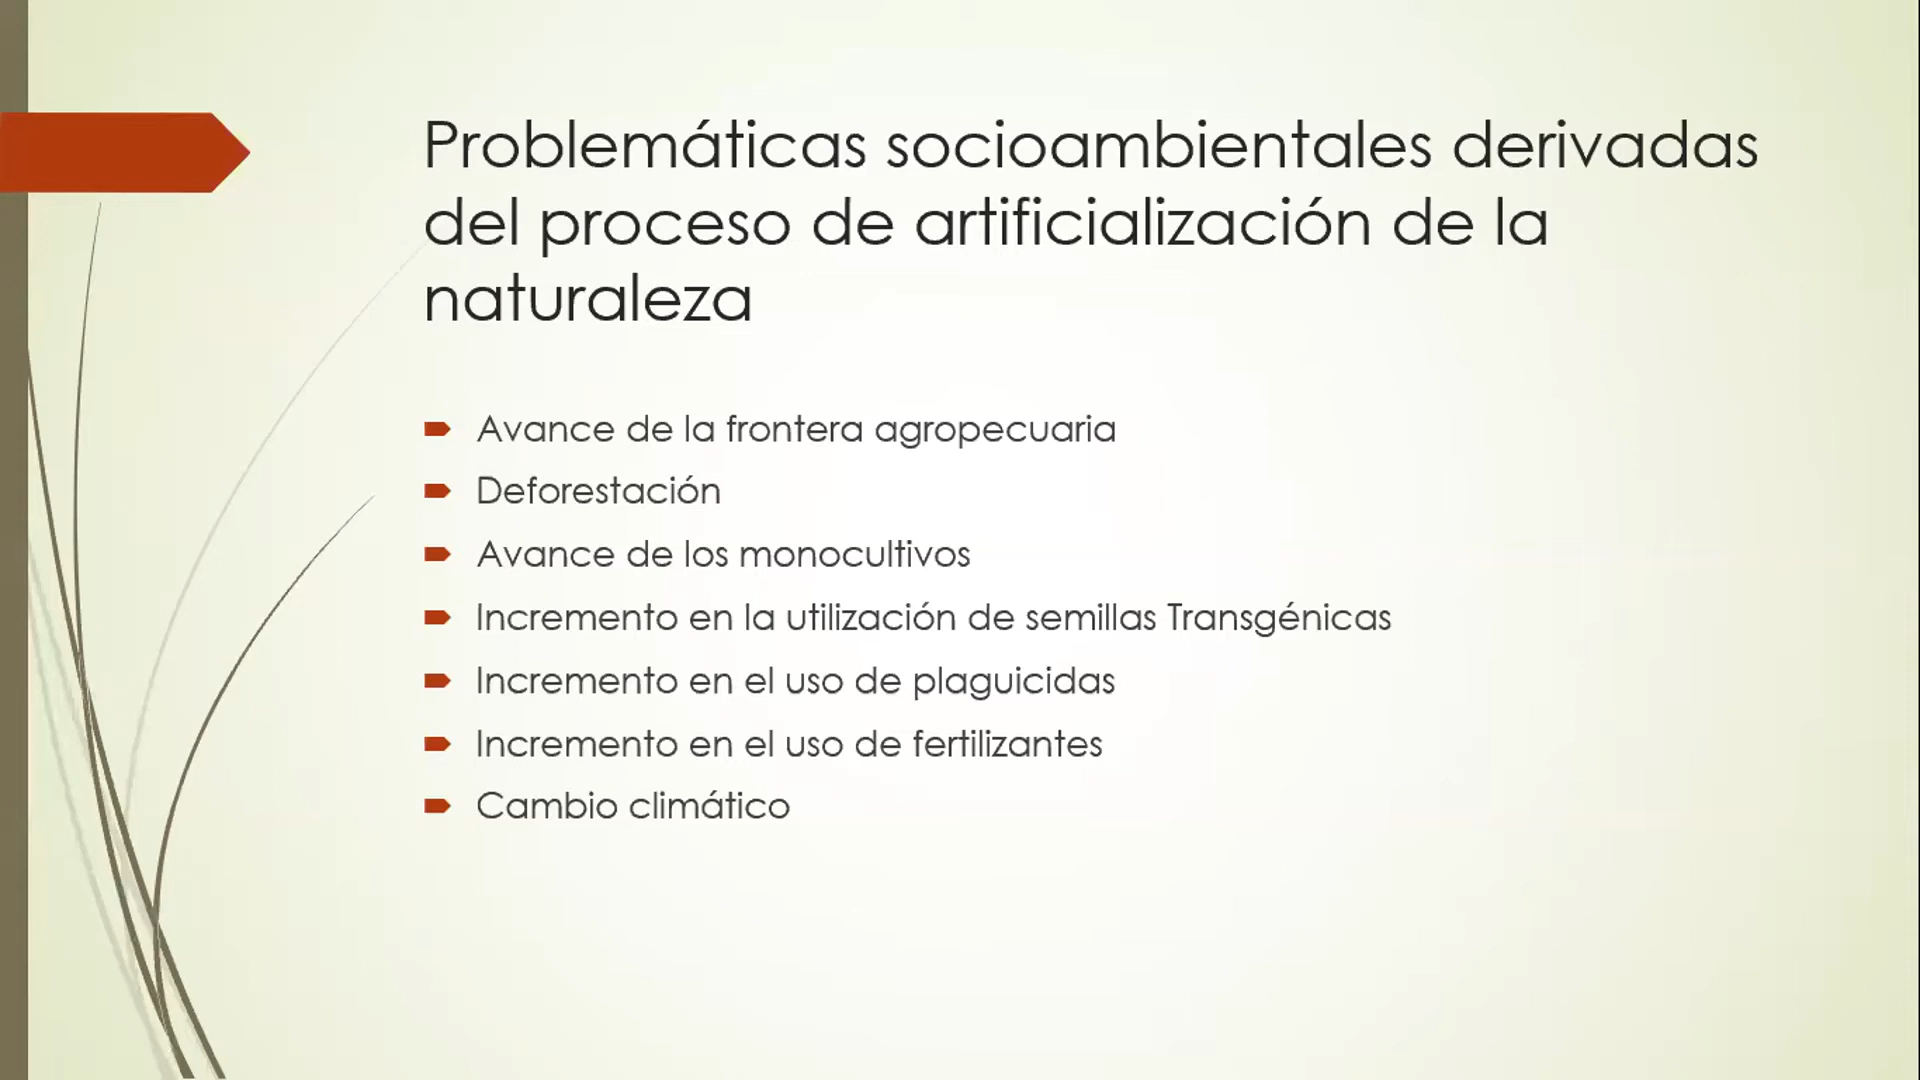 Problemáticas socioambientales derivadas
del proceso de artificialización de la
naturaleza
Avance de la frontera agropecuaria
Deforestación
Avance de los monocultivos
Incremento en la utilización de semillas Transgénicas
Incremento en el uso de plaguicidas
Incremento en el uso de fertilizantes
Cambio climático